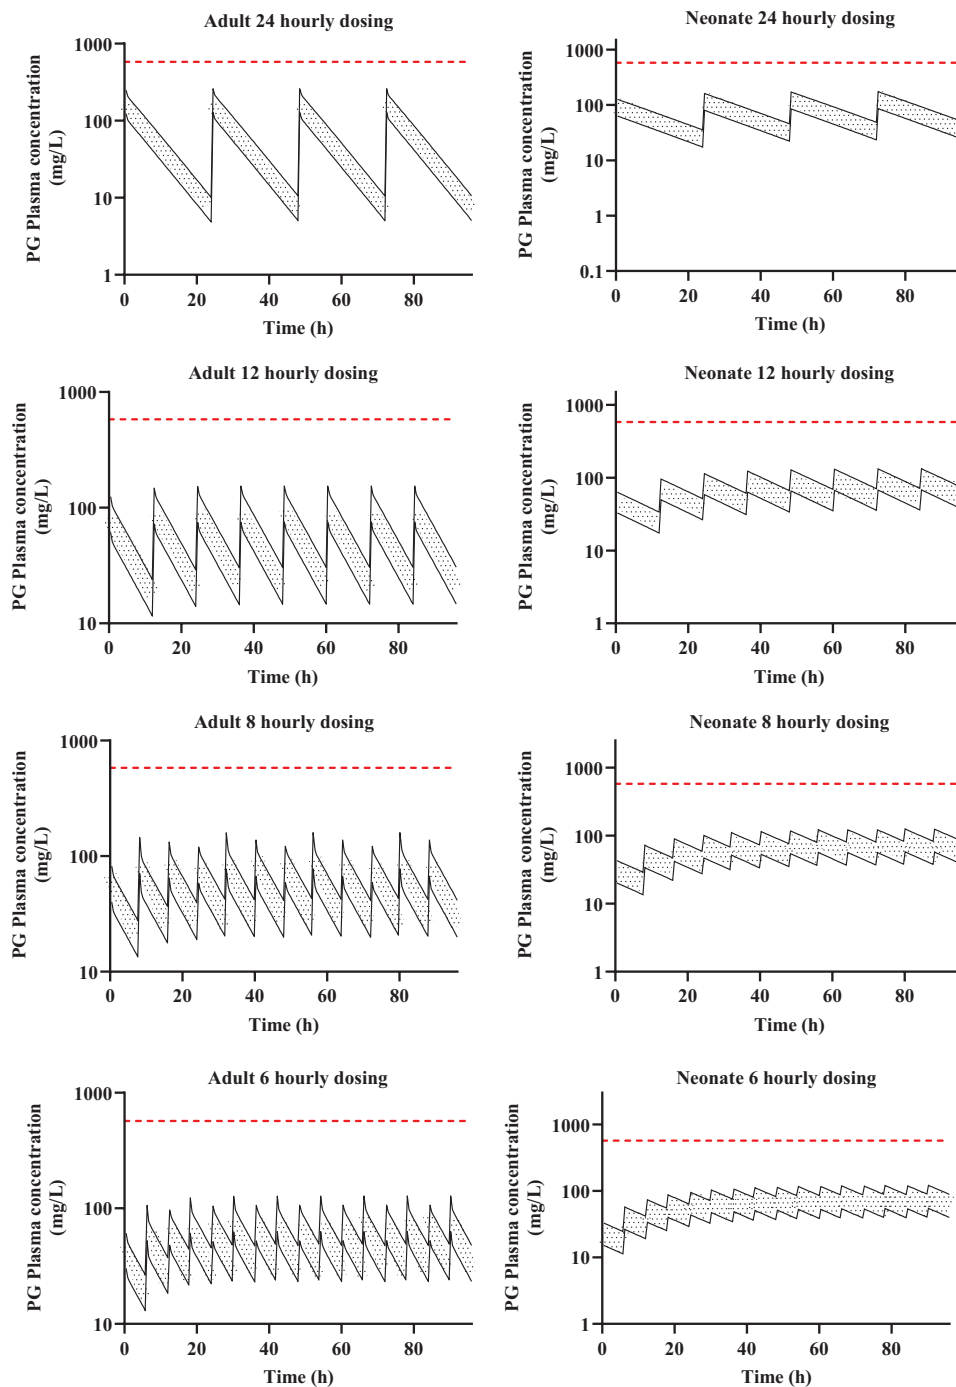 Adult 24 hourly dosing
PG Plasma concentration
(mg/L)
1000
100
10
1
0
20
40
60
80
Time (h)
Neonate 24 hourly dosing
PG Plasma concentration
(mg/L)
1000
100
10
1
0.1
0
20
40
60
80
Time (h)
Adult 12 hourly dosing
PG Plasma concentration
(mg/L)
1000
100
10
0
20
40
60
80
Time (h)
Neonate 12 hourly dosing
PG Plasma concentration
(mg/L)
1000
100
10
1
0
20
40
60
80
Time (h)
Adult 8 hourly dosing
PG Plasma concentration
(mg/L)
1000
100
10
0
20
40
60
80
Time (h)
Neonate 8 hourly dosing
PG Plasma concentration
(mg/L)
1000
100
10
1
0
20
40
60
80
Time (h)
Adult 6 hourly dosing
PG Plasma concentration
(mg/L)
1000
100
10
0
20
40
60
80
Time (h)
Neonate 6 hourly dosing
PG Plasma concentration
(mg/L)
1000
100
10
1
0
20
40
60
80
Time (h)